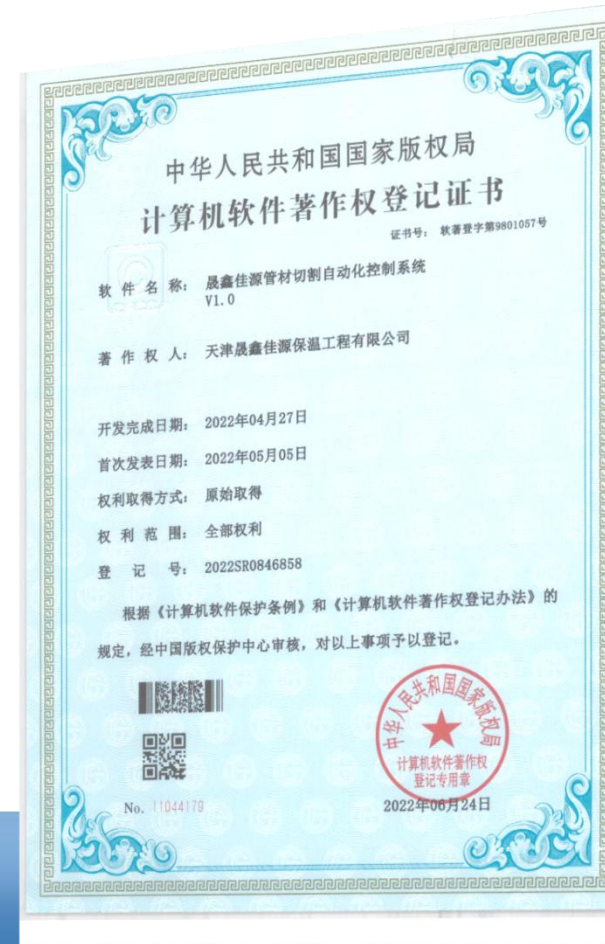 中华人民共和国国家版权局
计算机软件著作权登记证书
证书号： 软著登字第9801057号
软件名称： 晟鑫佳源管材切割自动化控制系统
V1.0
著作权人： 天津晟鑫佳源保温工程有限公司
开发完成日期： 2022年04月27日
首次发表日期： 2022年05月05日
权利取得方式： 原始取得
权利范围： 全部权利
登记号： 2022SR0846858
根据《计算机软件保护条例》和《计算机软件著作权登记办法》的
规定，经中国版权保护中心审核，对以上事项予以登记。
中华人民共和国国家版权局
计算机软件著作权
登记专用章
No. 11044179
2022年06月24日